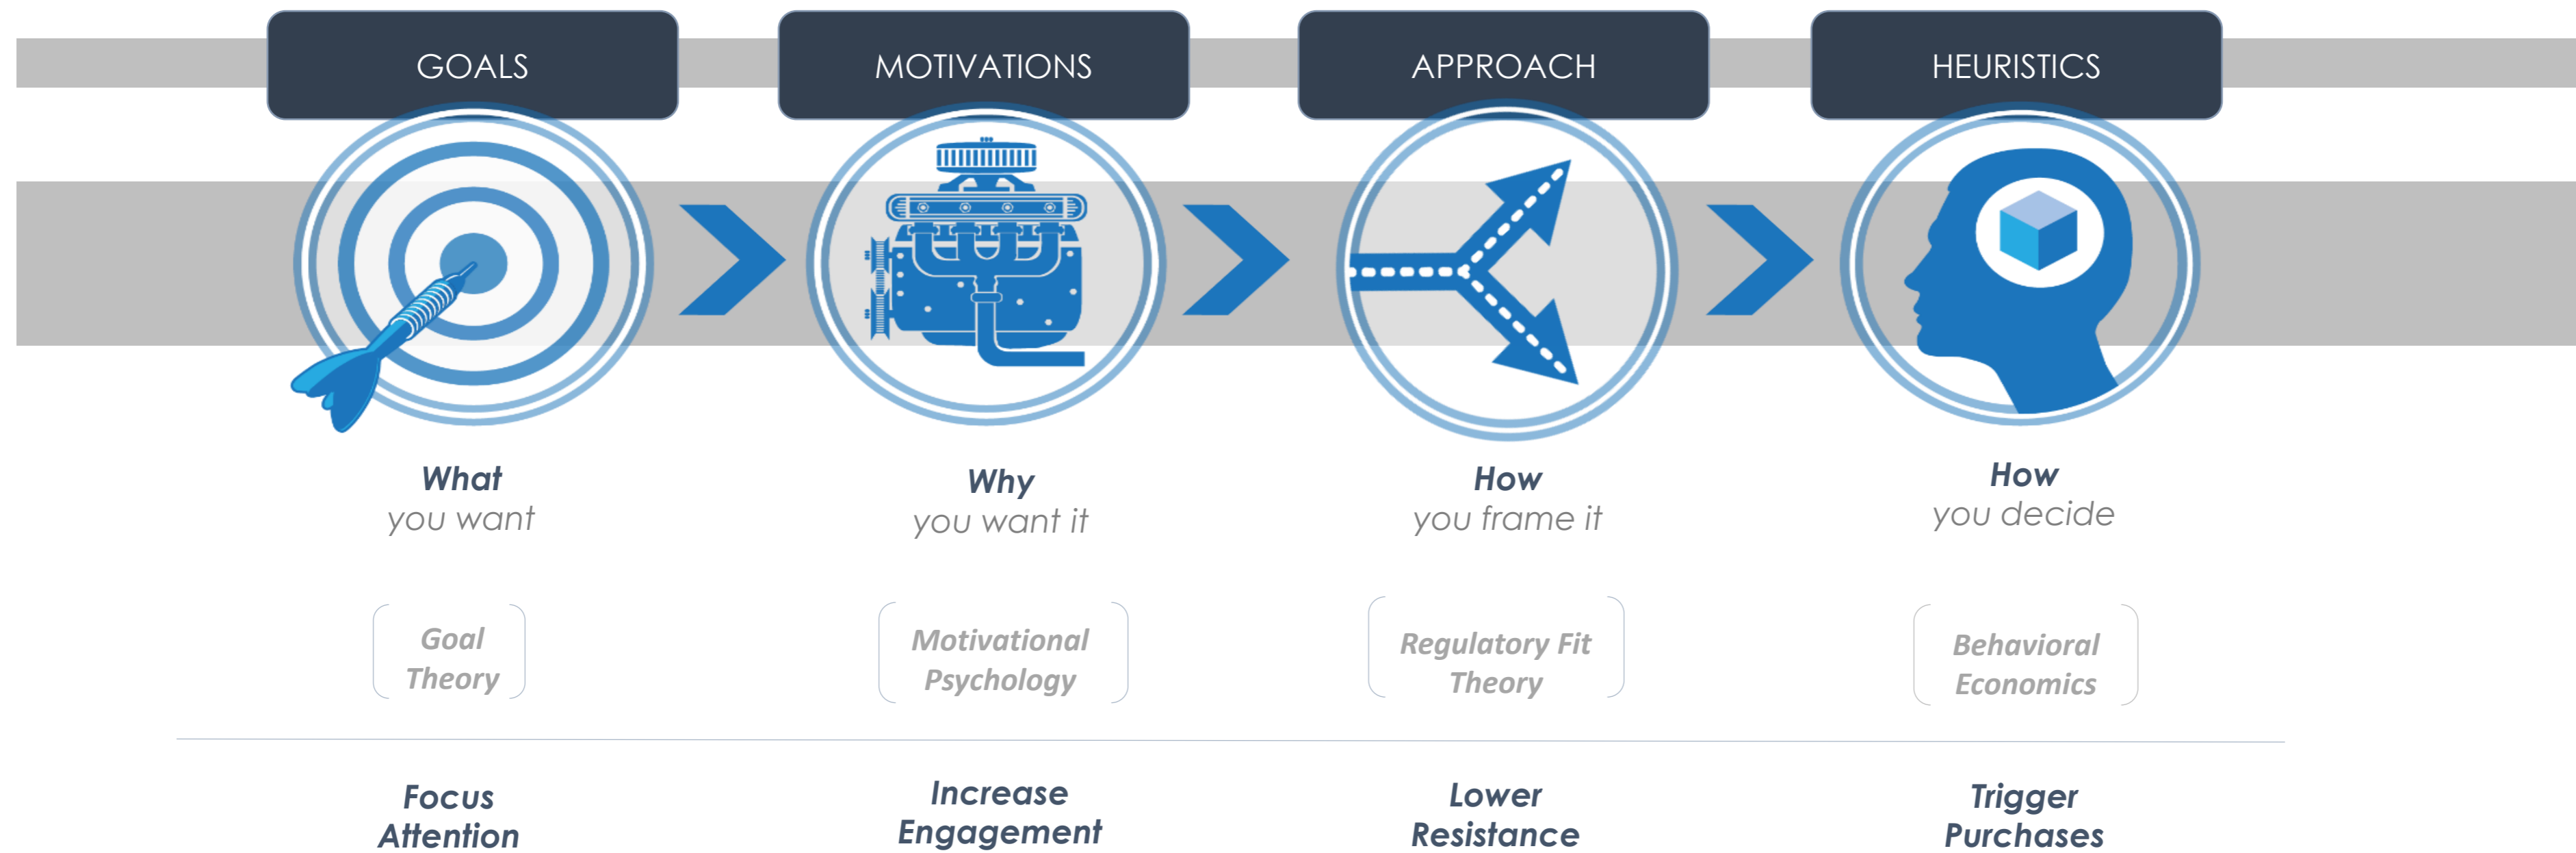 GOALS
MOTIVATIONS
APPROACH
HEURISTICS
What
you want
Why
you want it
How
you frame it
How
you decide
Goal
Theory
Motivational
Psychology
Regulatory Fit
Theory
Behavioral
Economics
Focus
Attention
Increase
Engagement
Lower
Resistance
Trigger
Purchases